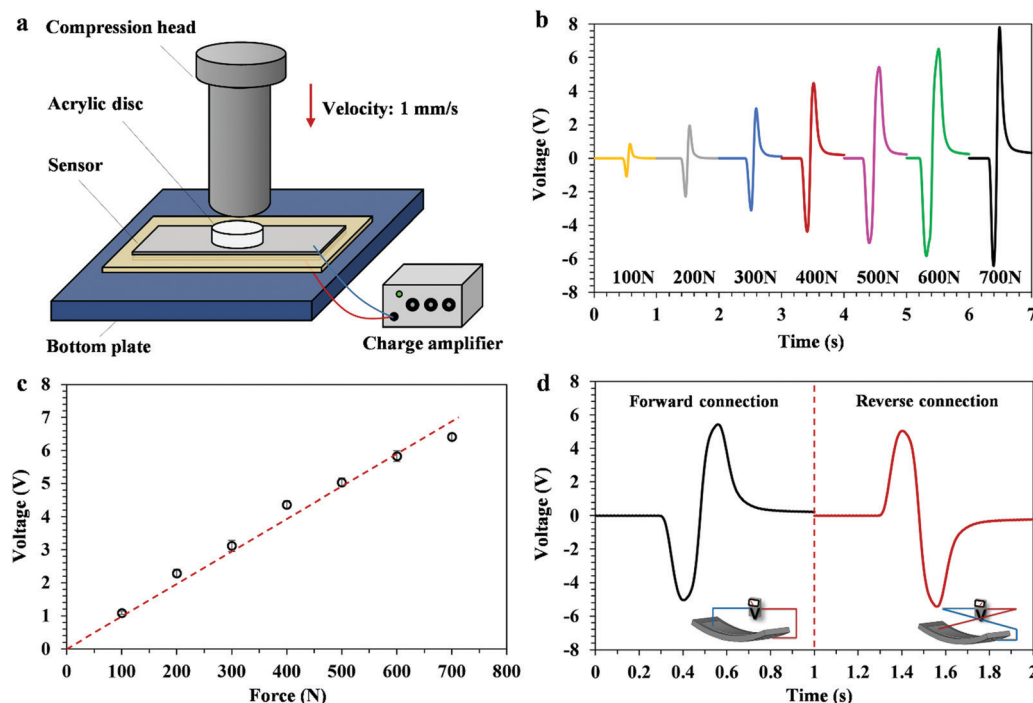 a
Compression head
Acrylic disc
Velocity: 1 mm/s
Sensor
Bottom plate
Charge amplifier
b
8
6
4
2
0
-2
-4
-6
-8
Voltage (V)
100N 200N 300N 400N 500N 600N 700N
0 1 2 3 4 5 6 7
Time (s)
c
8
7
6
5
4
3
2
1
0
Voltage (V)
0 100 200 300 400 500 600 700 800
Force (N)
d
8
6
4
2
0
-2
-4
-6
-8
Voltage (V)
Forward connection
Reverse connection
0 0.2 0.4 0.6 0.8 1 1.2 1.4 1.6 1.8 2
Time (s)